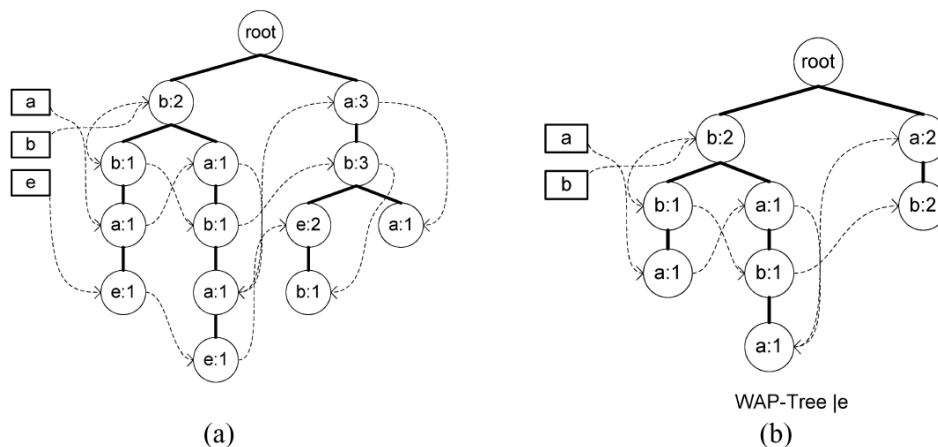 root
a b:2 a:3
b
b:1 a:1 b:3
e
a:1 b:1 e:2 a:1
e:1 a:1 b:1
e:1
(a)
root
a b:2 a:2
b
b:1 a:1 b:2
a:1 b:1
a:1
WAP-Tree |e
(b)